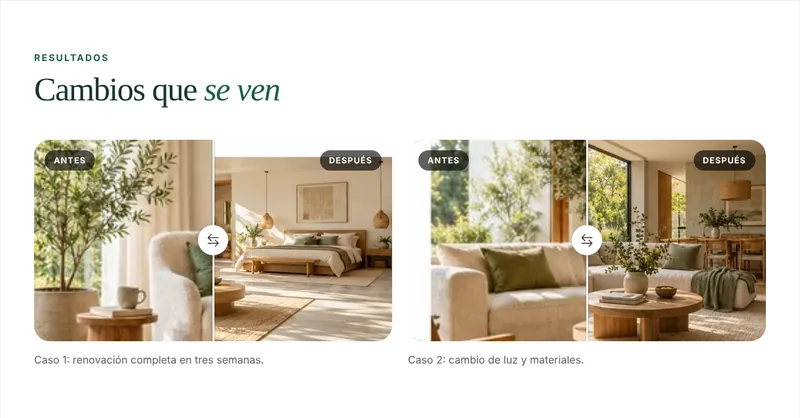 RESULTADOS
Cambios que se ven
ANTES
DESPUÉS
ANTES
DESPUÉS
Caso 1: renovación completa en tres semanas.
Caso 2: cambio de luz y materiales.